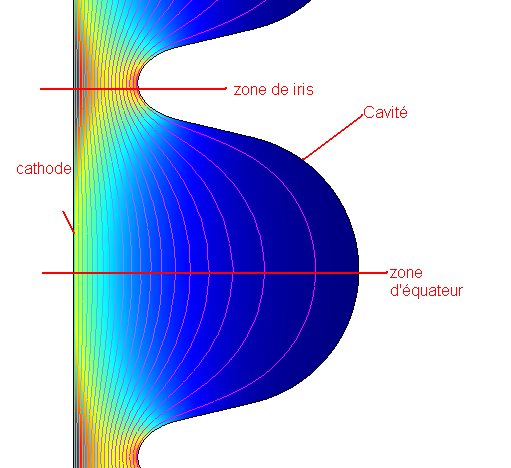 zone de iris
Cavité
cathode
zone
d'équateur